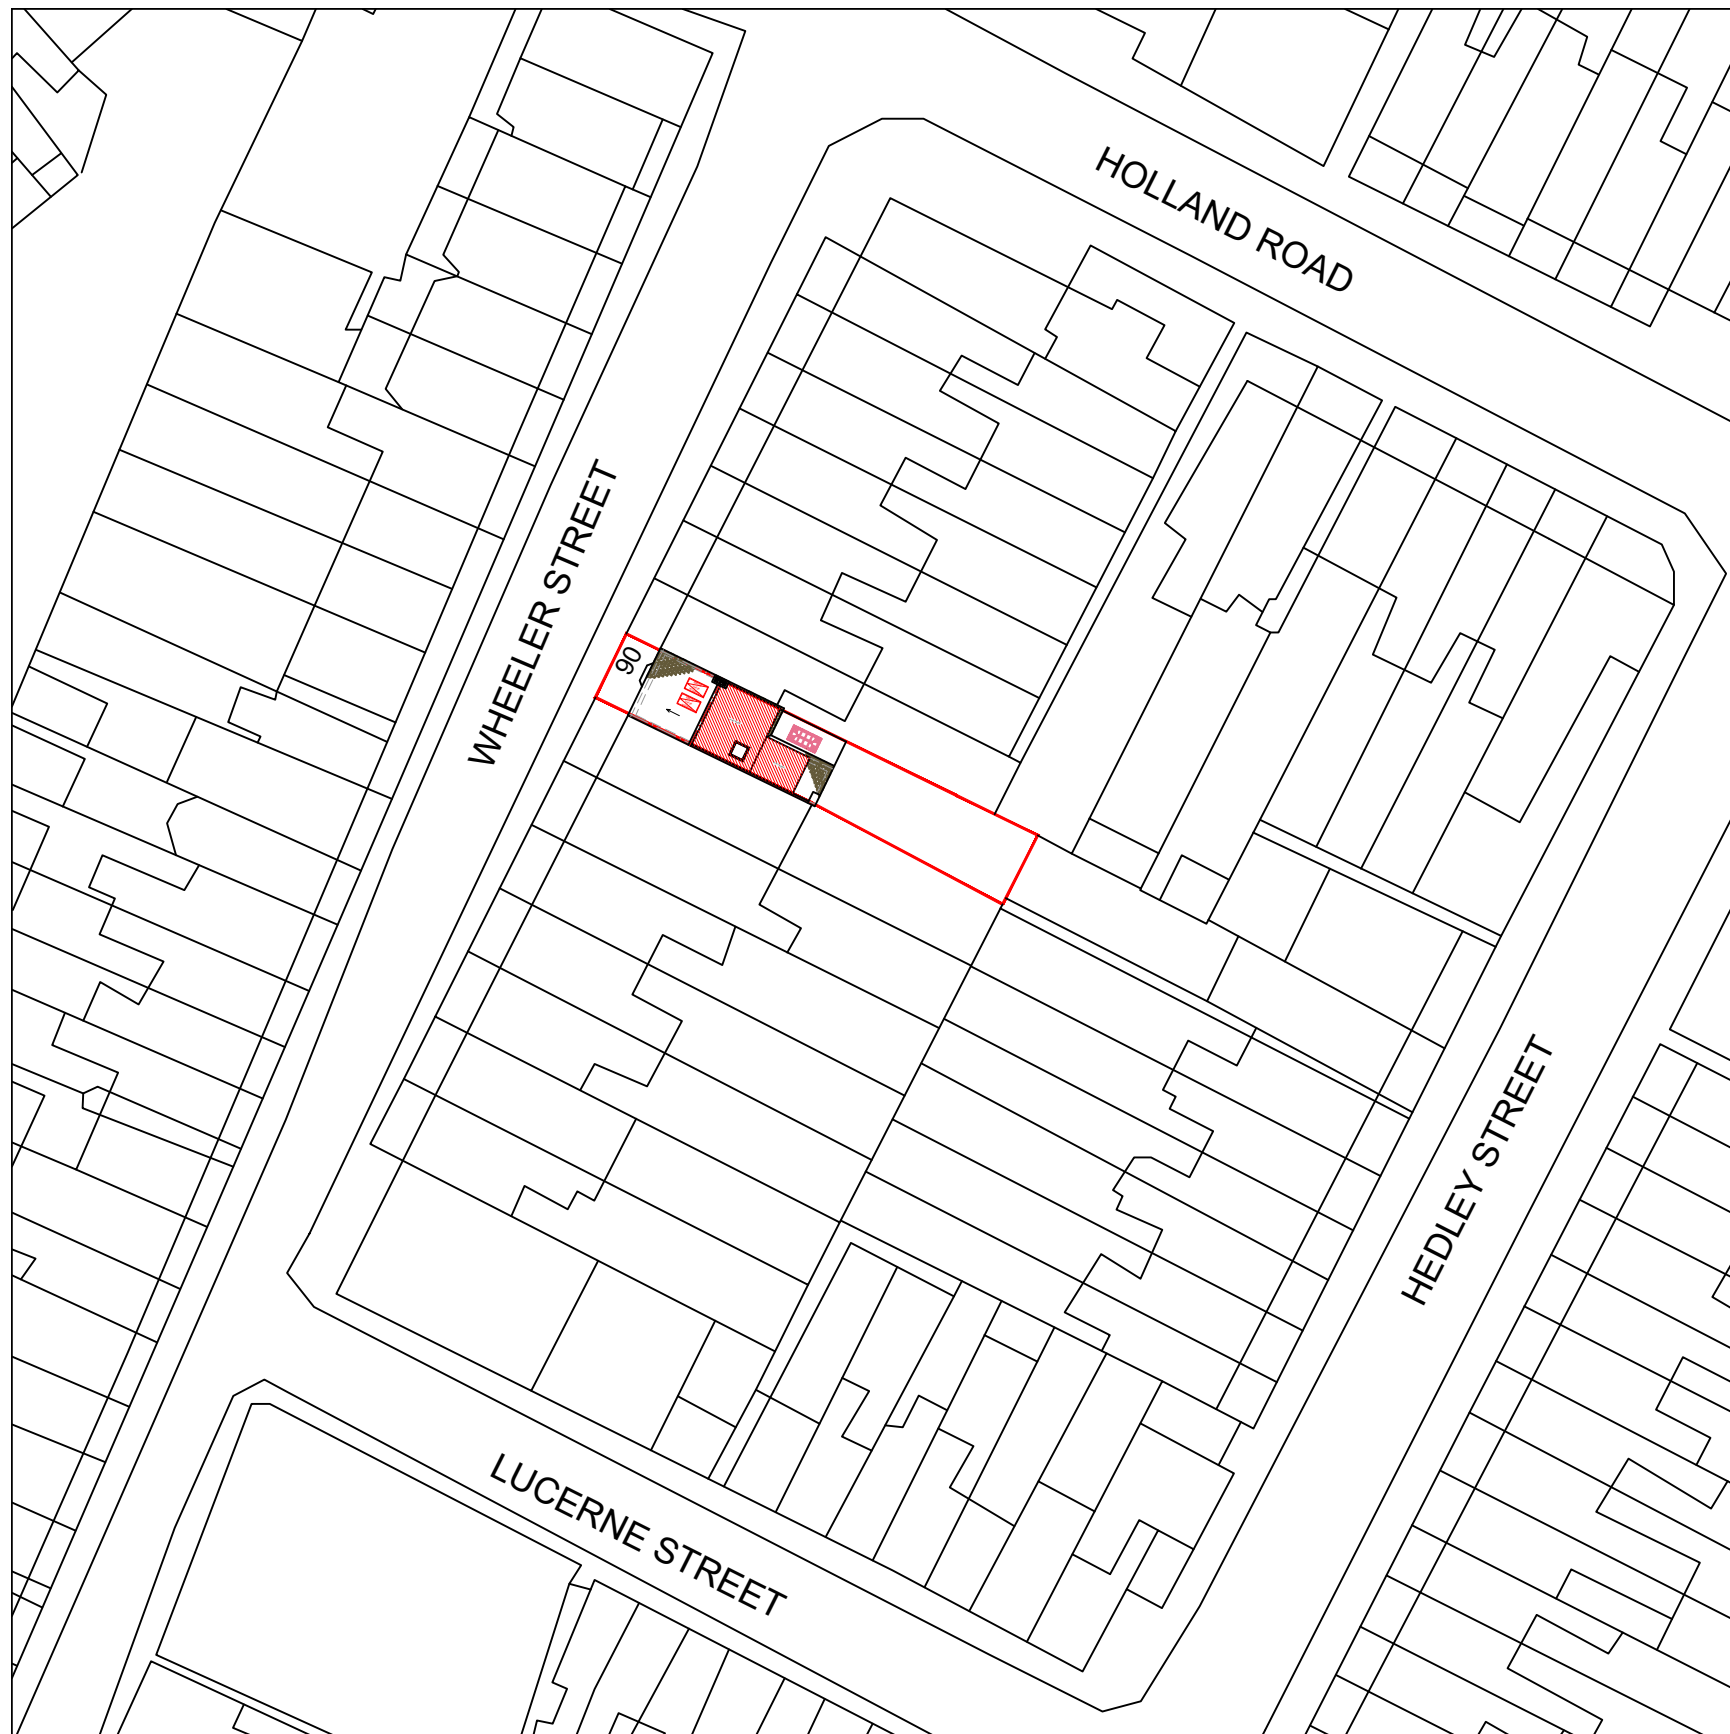 HOLLAND ROAD
WHEELER STREET
90
HEDLEY STREET
LUCERNE STREET